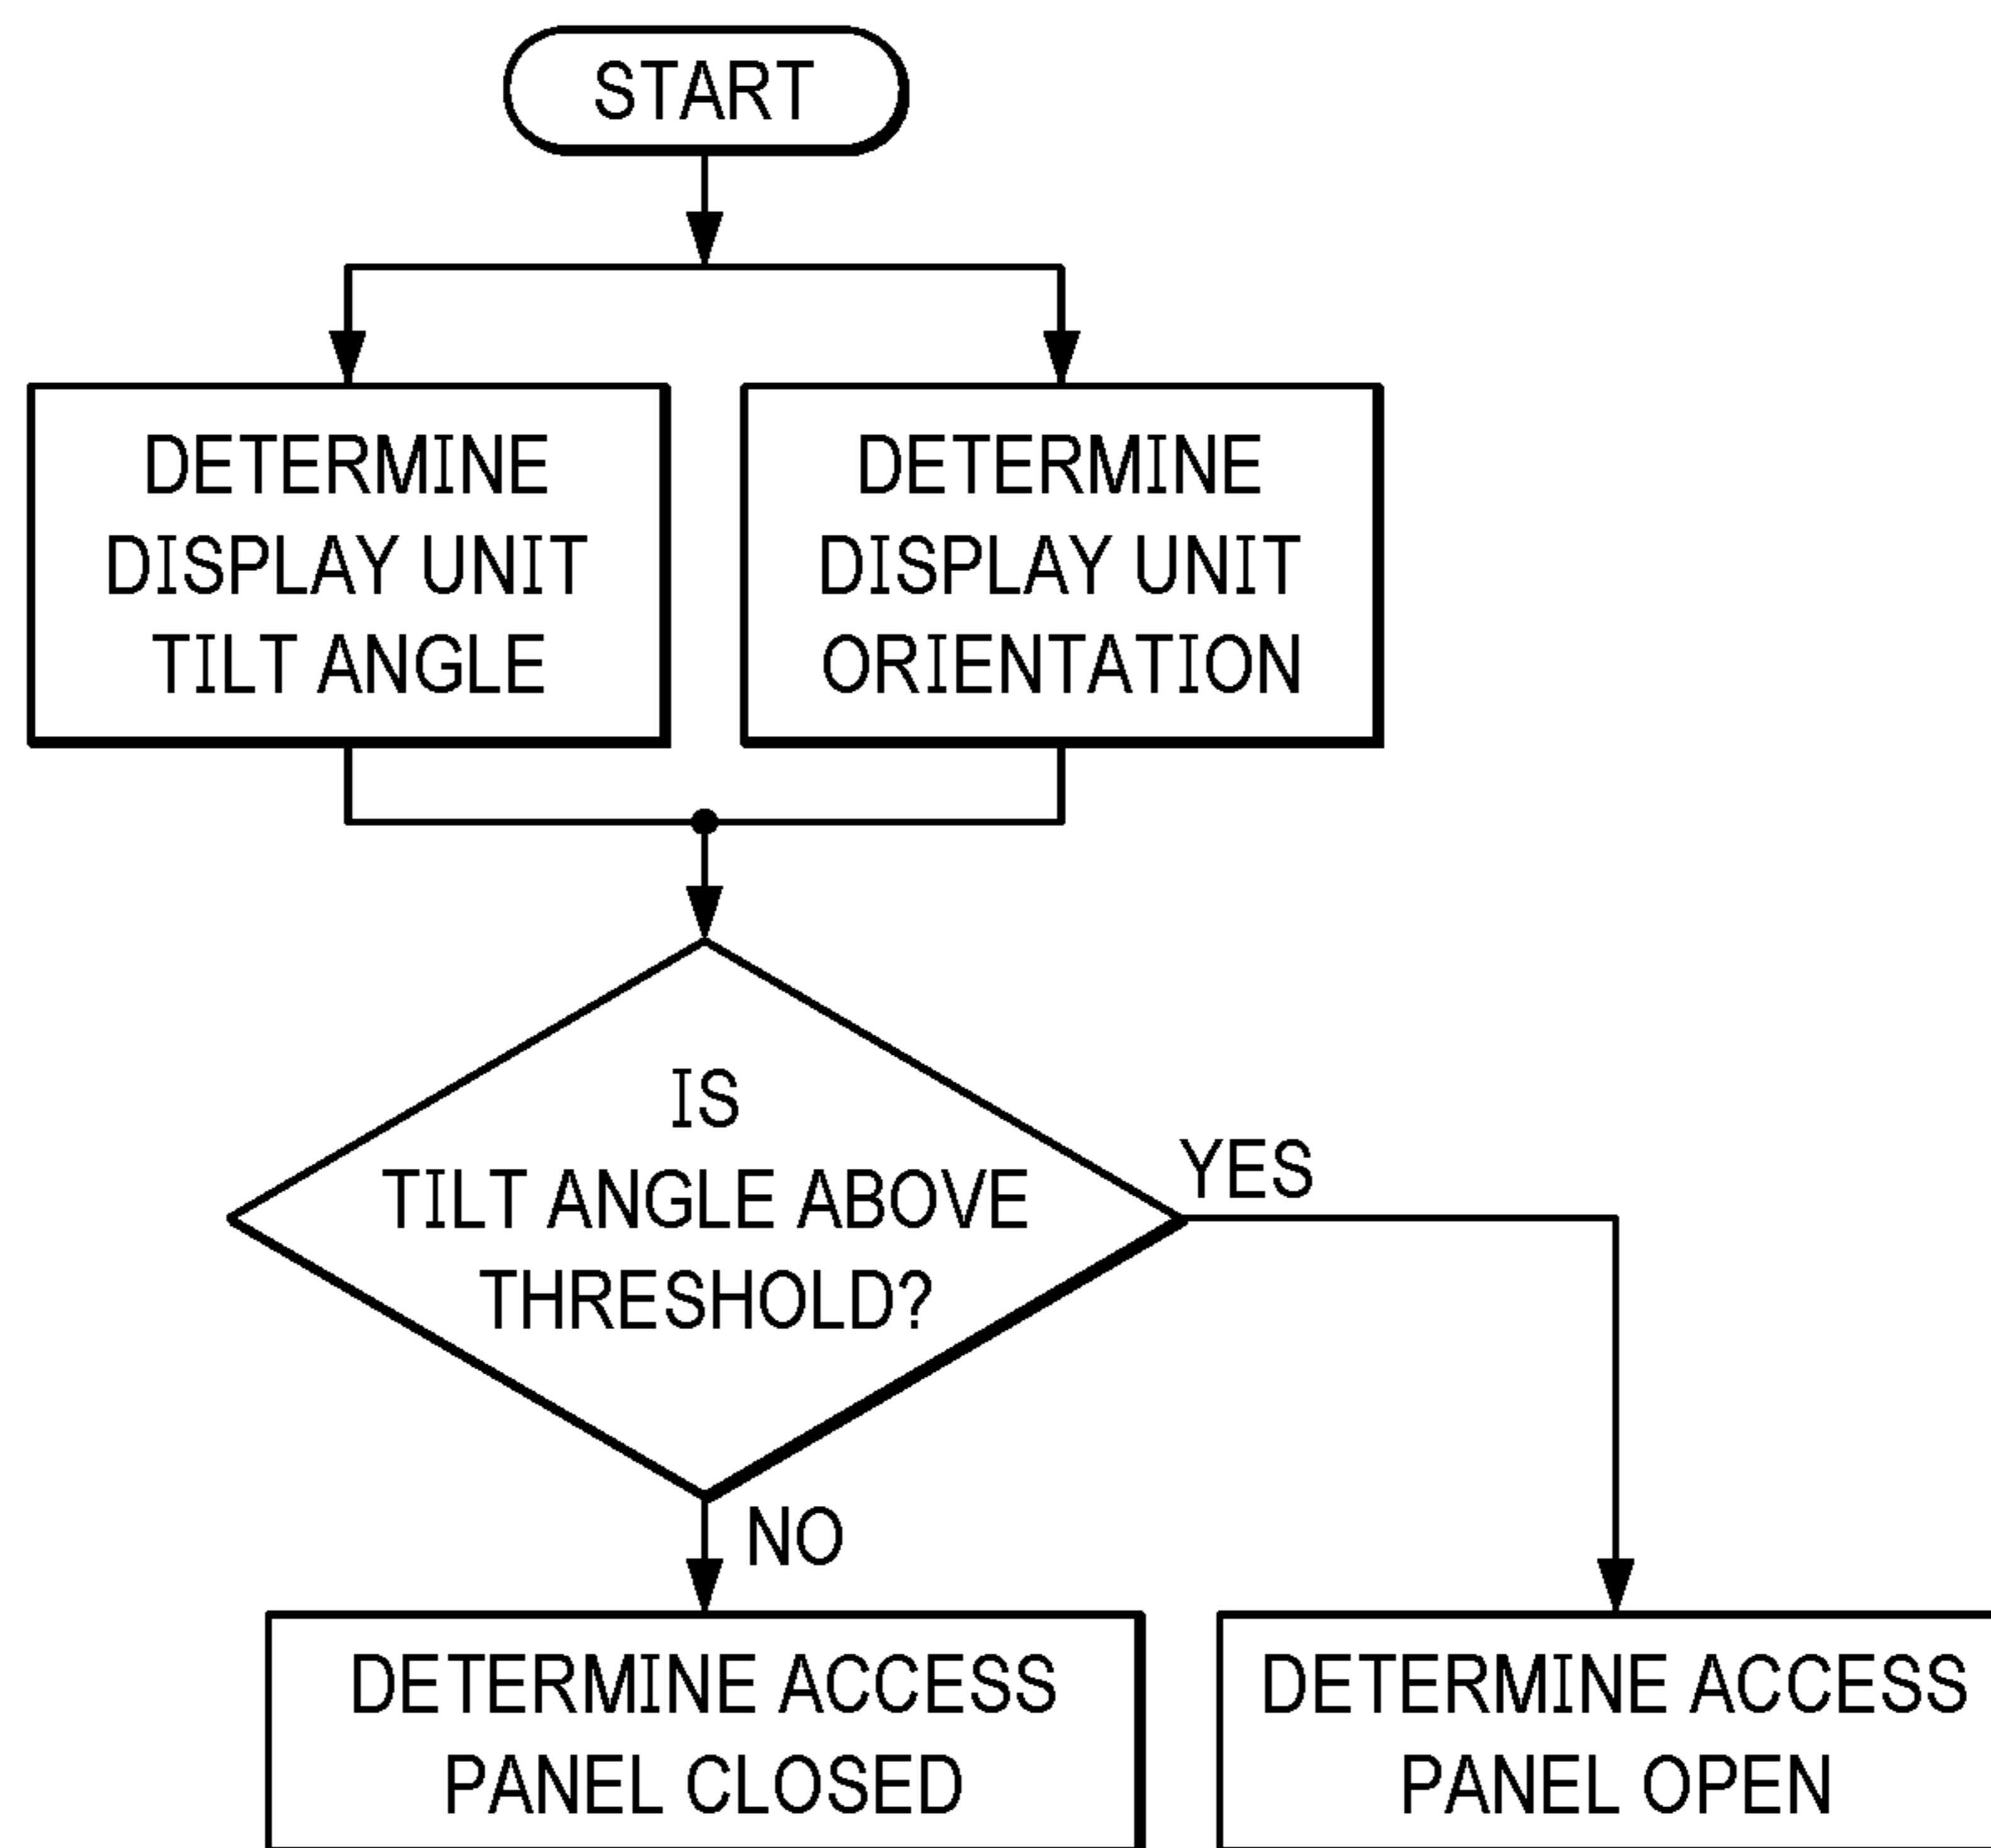 START
DETERMINE
DISPLAY UNIT
TILT ANGLE
DETERMINE
DISPLAY UNIT
ORIENTATION
IS
TILT ANGLE ABOVE
THRESHOLD?
YES
NO
DETERMINE ACCESS
PANEL CLOSED
DETERMINE ACCESS
PANEL OPEN